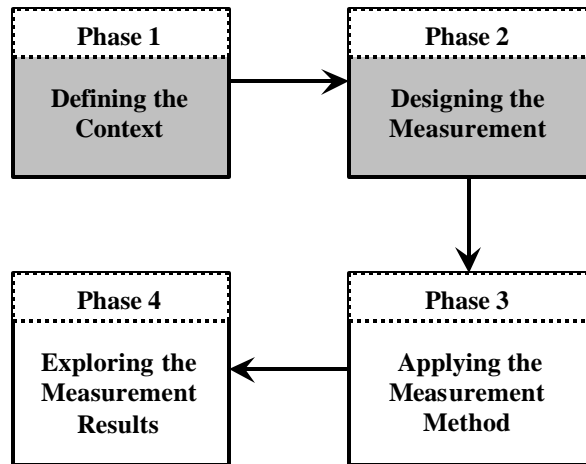 Phase 1
Defining the
Context
Phase 2
Designing the
Measurement
Phase 3
Applying the
Measurement
Method
Phase 4
Exploring the
Measurement
Results